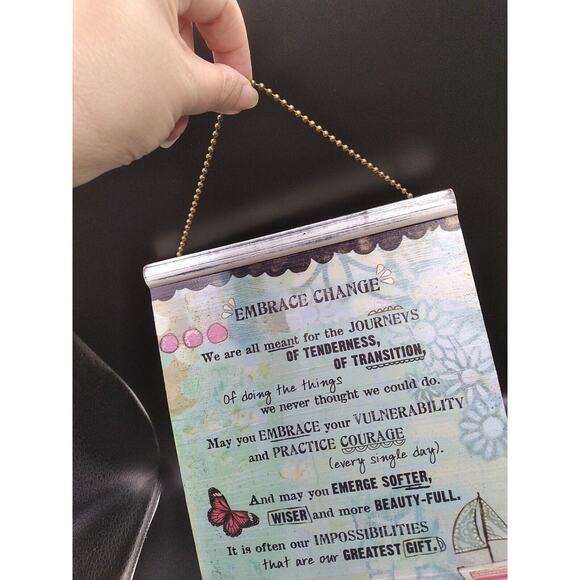 EMBRACE CHANGE
We are all meant for the JOURNEYS
OF TENDERNESS,
OF TRANSITION,
Of doing the things
we never thought we could do.
May you EMBRACE your VULNERABILITY
and PRACTICE COURAGE
(every single day).
And may you EMERGE SOFTER,
WISER and more BEAUTY-FULL.
It is often our IMPOSSIBILITIES
that are our GREATEST GIFT.